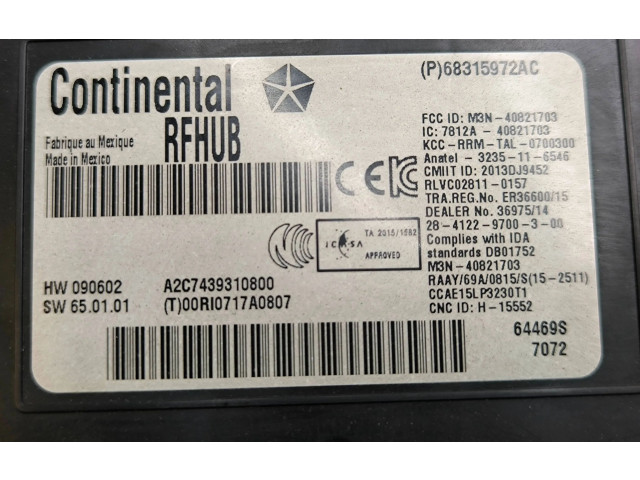 Continental
RFHUB
Fabrique au Mexique
Made in Mexico
(P)68315972AC
FCC ID: M3N-40821703
IC: 7812A - 40821703
KCC-RRM-TAL-0700300
Anatel - 3235-11-6546
CMIIT ID: 2013DJ9452
RLVC02811-0157
TRA.REG.No. ER36600/15
DEALER No. 36975/14
28-4122-9700-3-00
Complies with IDA
standards DB01752
M3N-40821703
RAAY/69A/0815/S(15-2511)
CCAE15LP3230T1
CNC ID: H-15552
CE
ICASA
TA 2015/1582
APPROVED
HW 090602
SW 65.01.01
A2C7439310800
(T)00RI0717A0807
64469S
7072